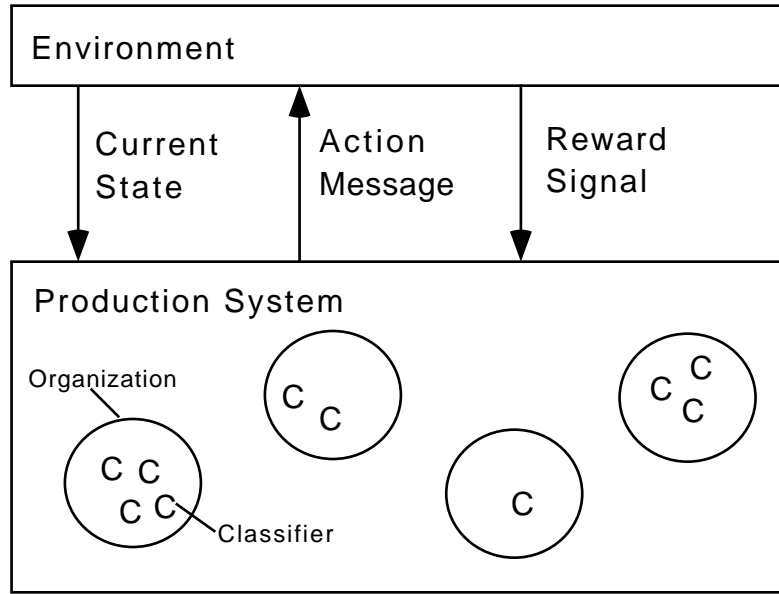 Environment
Current
State
Action
Message
Reward
Signal
Production System
Organization
C
C
C
C
C
C
C C
C C
Classifier